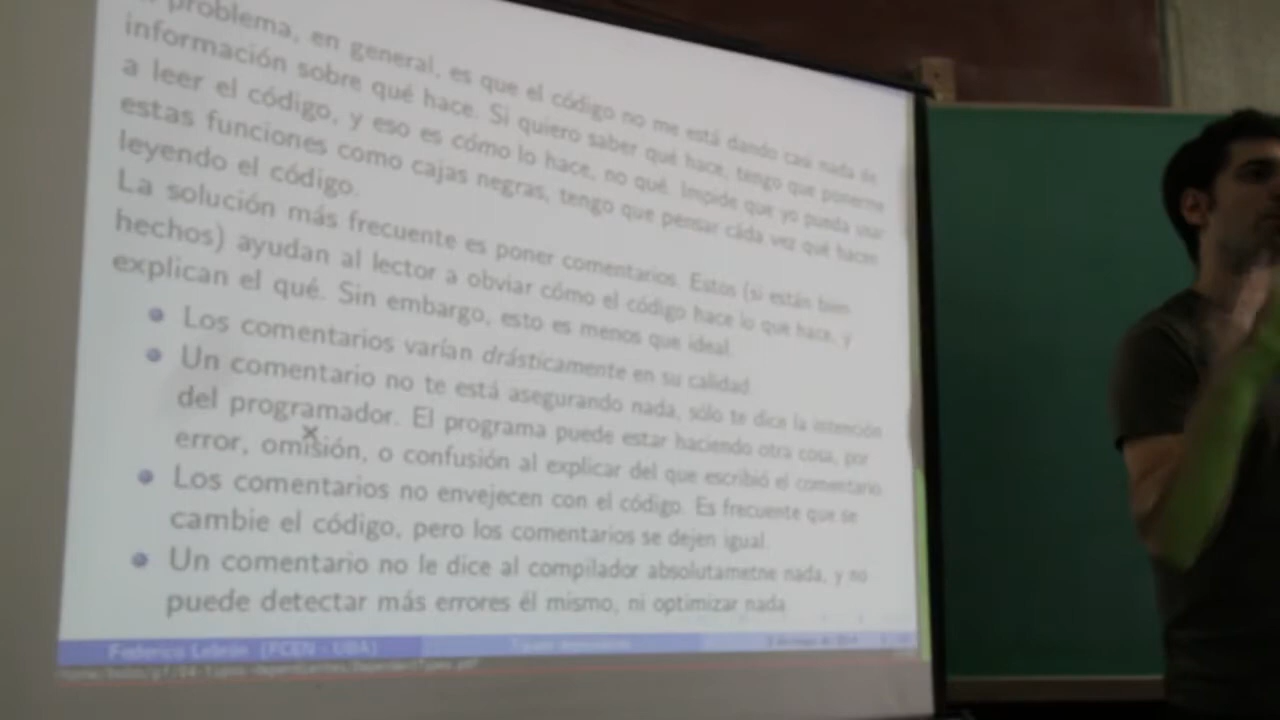 problema, en general, es que el código no me está dando casi nada de
información sobre qué hace. Si quiero saber qué hace, tengo que ponerme
a leer el código, y eso es cómo lo hace, no qué. Impide que yo pueda usar
estas funciones como cajas negras, tengo que pensar cáda vez qué hacen
leyendo el código.
La solución más frecuente es poner comentarios. Estos (si están bien
hechos) ayudan al lector a obviar cómo el código hace lo que hace, y
explican el qué. Sin embargo, esto es menos que ideal.
Los comentarios varían drásticamente en su calidad.
Un comentario no te está asegurando nada, sólo te dice la intención
del programador. El programa puede estar haciendo otra cosa, por
error, omisión, o confusión al explicar del que escribió el comentario
Los comentarios no envejecen con el código. Es frecuente que se
cambie el código, pero los comentarios se dejen igual.
Un comentario no le dice al compilador absolutametne nada, y no
puede detectar más errores él mismo, ni optimizar nada
Federico Lebrón (FCEN - UBA)